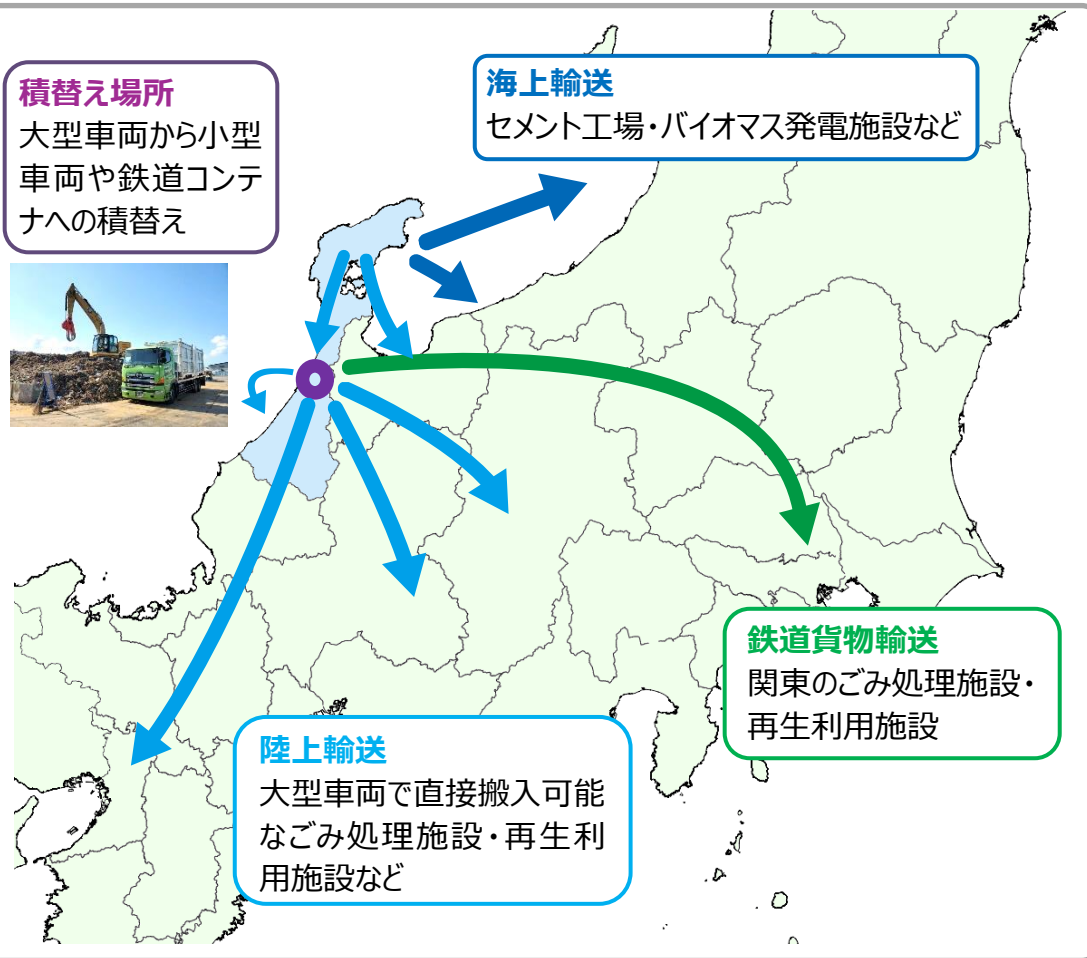 積替え場所
大型車両から小型
車両や鉄道コンテ
ナへの積替え
海上輸送
セメント工場・バイオマス発電施設など
鉄道貨物輸送
関東のごみ処理施設・
再生利用施設
陸上輸送
大型車両で直接搬入可能
なごみ処理施設・再生利
用施設など